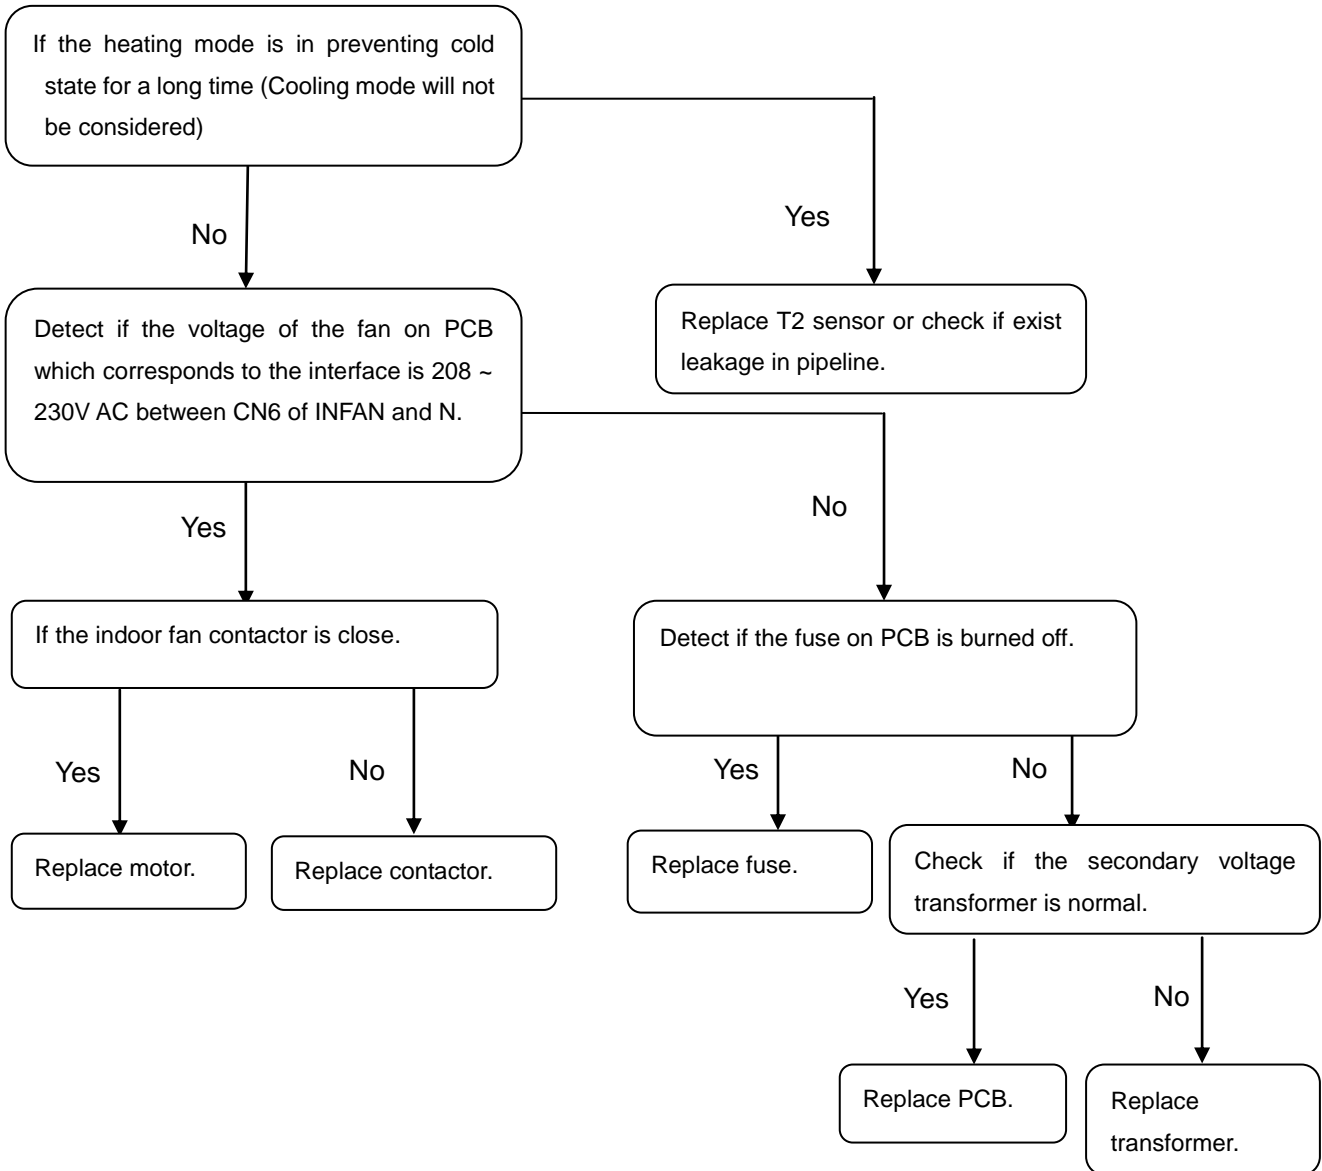 If the heating mode is in preventing cold
state for a long time (Cooling mode will not
be considered)
No
Yes
Detect if the voltage of the fan on PCB
which corresponds to the interface is 208 ~
230V AC between CN6 of INFAN and N.
Replace T2 sensor or check if exist
leakage in pipeline.
Yes
No
If the indoor fan contactor is close.
Detect if the fuse on PCB is burned off.
Yes
No
Yes
No
Replace motor.
Replace contactor.
Replace fuse.
Check if the secondary voltage
transformer is normal.
Yes
No
Replace PCB.
Replace
transformer.